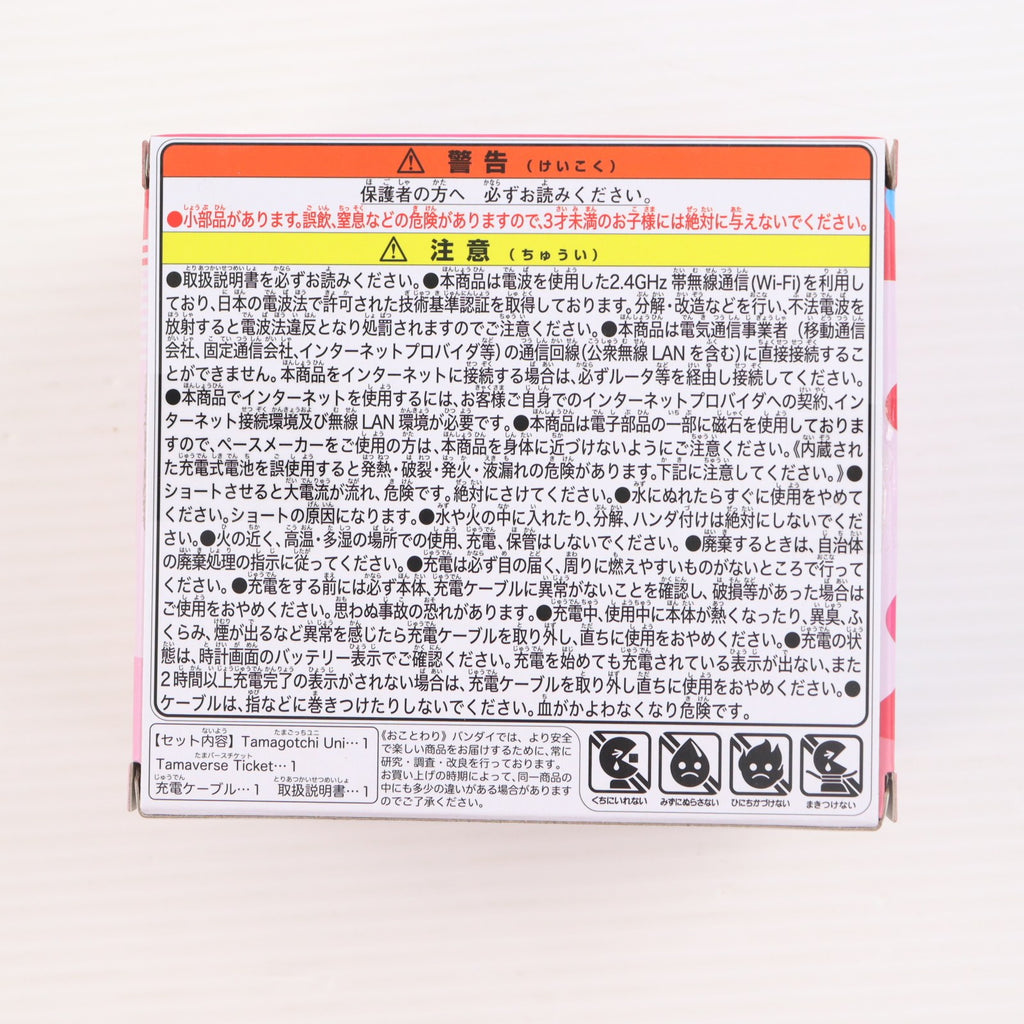 ⚠ 警告 (けいこく)
保護者の方へ 必ずお読みください。
●小部品があります。誤飲、窒息などの危険がありますので、3才未満のお子様には絶対に与えないでください。
⚠ 注意 (ちゅうい)
●取扱説明書を必ずお読みください。●本商品は電波を使用した2.4GHz 帯無線通信(Wi-Fi)を利用し
ており、日本の電波法で許可された技術基準認証を取得しております。分解・改造などを行い、不法電波を
放射すると電波法違反となり処罰されますのでご注意ください。●本商品は電気通信事業者 (移動通信
会社、固定通信会社、インターネットプロバイダ等)の通信回線(公衆無線 LANを含む)に直接接続するこ
とができません。本商品をインターネットに接続する場合は、必ずルータ等を経由し接続してください。
●本商品でインターネットを使用するには、お客様ご自身でのインターネットプロバイダへの契約、イン
ターネット接続環境及び無線 LAN 環境が必要です。●本商品は電子部品の一部に磁石を使用しておりま
すので、ペースメーカーをご使用の方は、本商品を身体に近づけないようにご注意ください。《内蔵され
た充電式電池を誤使用すると発熱・破裂・発火・液漏れの危険があります。下記に注意してください。》●
ショートさせると大電流が流れ、危険です。絶対にさけてください。●水にぬれたらすぐに使用をやめて
ください。ショートの原因になります。●水や火の中に入れたり、分解、ハンダ付けは絶対にしないでくだ
さい。●火の近く、高温・多湿の場所での使用、充電、保管はしないでください。●廃棄するときは、自治体
の廃棄処理の指示に従ってください。●充電は必ず目の届く、周りに燃えやすいものがないところで行って
ください。●充電をする前には必ず本体、充電ケーブルに異常がないことを確認し、破損等があった場合は
ご使用をおやめください。思わぬ事故の恐れがあります。●充電中、使用中に本体が熱くなったり、異臭、ふ
くらみ、煙が出るなど異常を感じたら充電ケーブルを取り外し、直ちに使用をおやめください。●充電の状
態は、時計画面のバッテリー表示でご確認ください。充電を始めても充電されている表示が出ない、また
2時間以上充電完了の表示がされない場合は、充電ケーブルを取り外し直ちに使用をおやめください。●
ケーブルは、指などに巻きつけたりしないでください。血がかよわなくなり危険です。
【セット内容】Tamagotchi Uni…1
Tamaverse Ticket…1
充電ケーブル…1 取扱説明書…1
《おことわり》バンダイでは、より安全
で楽しい商品をお届けするために、常に
研究・調査・改良を行っております。
お買い上げの時期によって、同一商品の
中にも多少の違いがある場合があります
のでご了承ください。
くちにいれない みずにぬらさない ひにちかづけない まきつけない